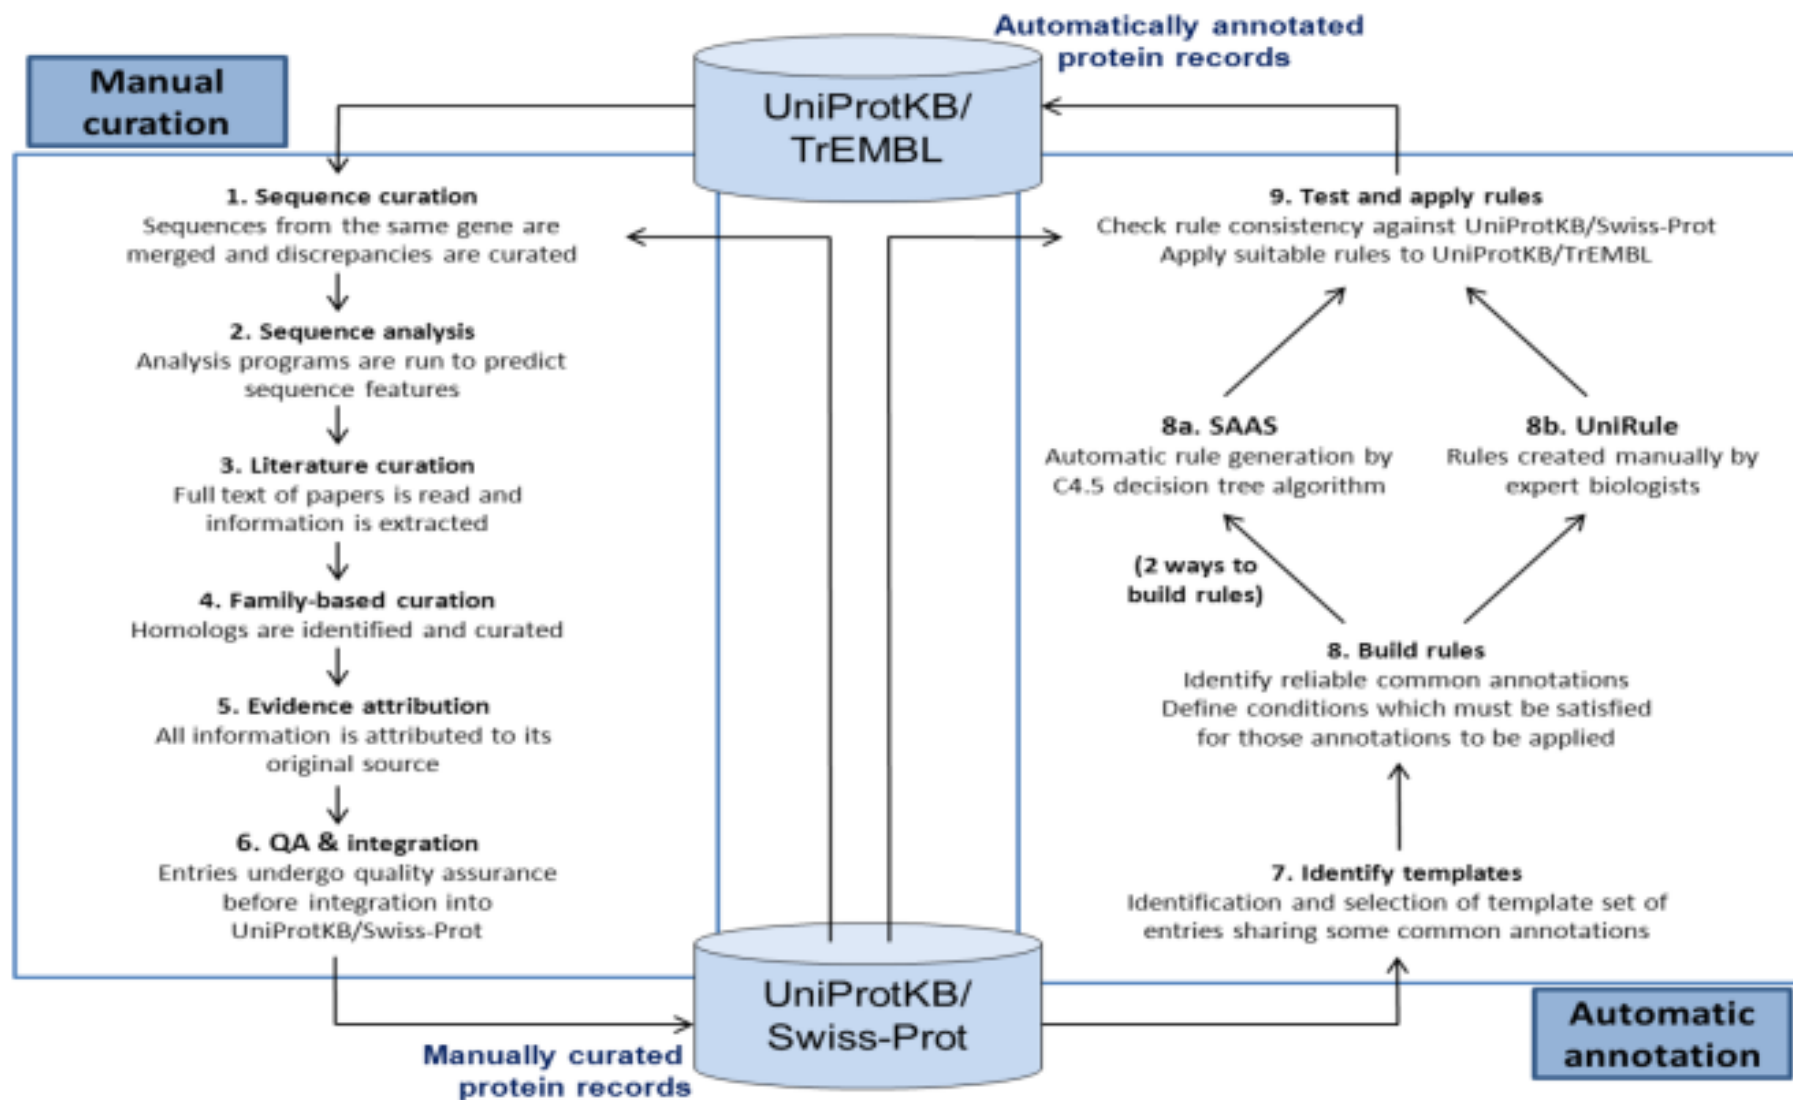 Automatically annotated
protein records
Manual
curation
UniProtKB/
TrEMBL
1. Sequence curation
Sequences from the same gene are
merged and discrepancies are curated
2. Sequence analysis
Analysis programs are run to predict
sequence features
3. Literature curation
Full text of papers is read and
information is extracted
4. Family-based curation
Homologs are identified and curated
5. Evidence attribution
All information is attributed to its
original source
6. QA & integration
Entries undergo quality assurance
before integration into
UniProtKB/Swiss-Prot
Manually curated
protein records
UniProtKB/
Swiss-Prot
9. Test and apply rules
Check rule consistency against UniProtKB/Swiss-Prot
Apply suitable rules to UniProtKB/TrEMBL
8a. SAAS
Automatic rule generation by
C4.5 decision tree algorithm
8b. UniRule
Rules created manually by
expert biologists
(2 ways to
build rules)
8. Build rules
Identify reliable common annotations
Define conditions which must be satisfied
for those annotations to be applied
7. Identify templates
Identification and selection of template set of
entries sharing some common annotations
Automatic
annotation